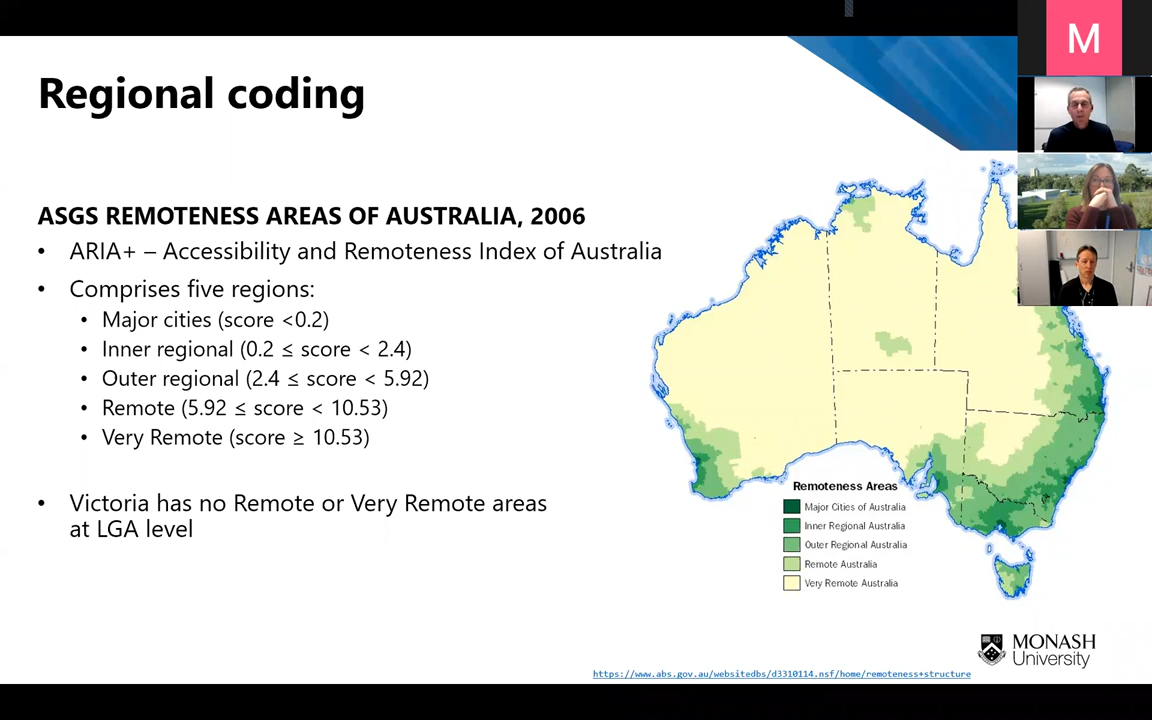 M
Regional coding
ASGS REMOTENESS AREAS OF AUSTRALIA, 2006
• ARIA+ – Accessibility and Remoteness Index of Australia
• Comprises five regions:
• Major cities (score <0.2)
• Inner regional (0.2 ≤ score < 2.4)
• Outer regional (2.4 ≤ score < 5.92)
• Remote (5.92 ≤ score < 10.53)
• Very Remote (score ≥ 10.53)
• Victoria has no Remote or Very Remote areas
at LGA level
Remoteness Areas
Major Cities of Australia
Inner Regional Australia
Outer Regional Australia
Remote Australia
Very Remote Australia
MONASH
University
https://www.abs.gov.au/websitedbs/d3310114.nsf/home/remoteness+structure